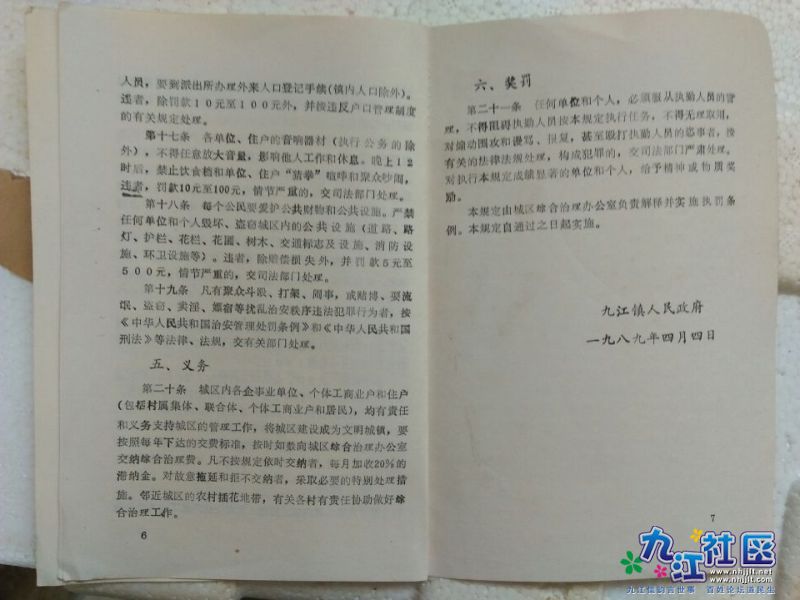 人员，要到派出所办理外来人口登记手续(镇内人口除外)。
违者，除罚款10元至100元外，并按违反户口管理制度
的有关规定处理。
第十七条　各单位、住户的音响器材（执行公务的除
外），不得任意放大音量，影响他人工作和休息。晚上12
时后，禁止饮食档和单位、住户“猜拳”喧哗和聚众吵闹，
违者，罚款10元至100元，情节严重的，交司法部门处理。
第十八条　每个公民要爱护公共财物和公共设施。严禁
任何单位和个人毁坏、盗窃城区内的公共设施（道路、路
灯、护栏、花栏、花圃、树木、交通标志及设施、消防设
施、环卫设施等）。违者，除赔偿损失外，并罚款5元至
500元，情节严重的，交司法部门处理。
第十九条　凡有聚众斗殴、打架、闹事，或赌博、耍流
氓、盗窃、卖淫、嫖宿等扰乱治安秩序违法犯罪行为者，按
《中华人民共和国治安管理处罚条例》和《中华人民共和国
刑法》等法律、法规，交有关部门处理。
五、义务
第二十条　城区内各企事业单位、个体工商业户和住户
(包括村属集体、联合体、个体工商业户和居民)，均有责任
和义务支持城区的管理工作，将城区建设成为文明城镇，要
按照每年下达的交费标准，按时如数向城区综合治理办公室
交纳综合治理费。凡不按规定依时交纳者，每月加收20%的
滞纳金。对故意拖延和拒不交纳者，采取必要的特别处理措
施。邻近城区的农村插花地带，有关各村有责任协助做好综
合治理工作。
6
六、奖罚
第二十一条　任何单位和个人，必须服从执勤人员的管
理，不得阻碍执勤人员按本规定执行任务，不得无理取闹，
对煽动围攻和谩骂、报复，甚至殴打执勤人员的肇事者，按
有关的法律法规处理，构成犯罪的，交司法部门严肃处理。
对执行本规定成绩显著的单位和个人，给予精神或物质奖
励。
本规定由城区综合治理办公室负责解释并实施执罚条
例。本规定自通过之日起实施。
九江镇人民政府
一九八九年四月四日
7
九江社区
www.nhjjlt.net
www.nhjjlt.com
九江儒韵言世事　百姓论坛道民生